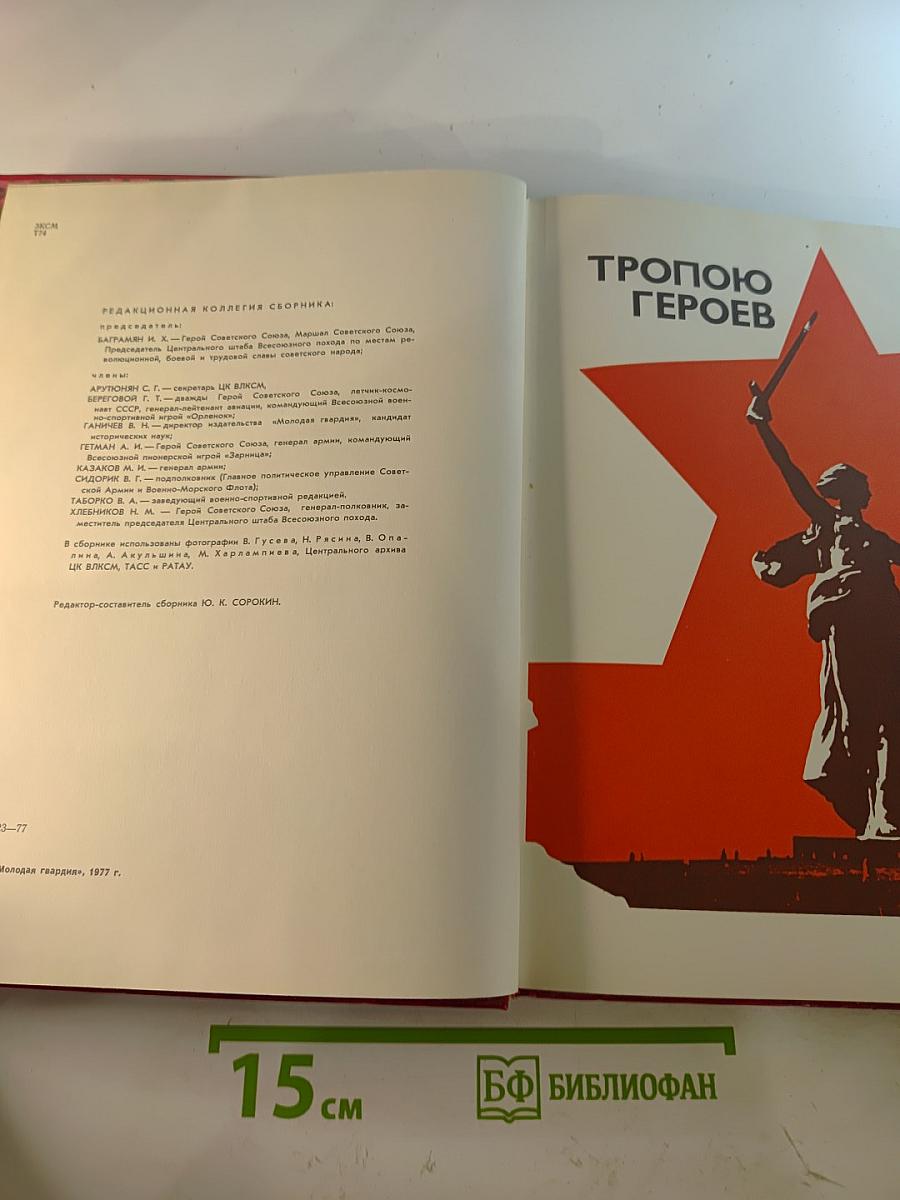 ЗКСМ
Т74
РЕДАКЦИОННАЯ КОЛЛЕГИЯ СБОРНИКА:
председатель:
БАГРАМЯН И. Х. — Герой Советского Союза, Маршал Советского Союза,
Председатель Центрального штаба Всесоюзного похода по местам ре-
волюционной, боевой и трудовой славы советского народа;
члены:
АРУТЮНЯН С. Г. — секретарь ЦК ВЛКСМ,
БЕРЕГОВОЙ Г. Т. — дважды Герой Советского Союза, летчик-космо-
навт СССР, генерал-лейтенант авиации, командующий Всесоюзной воен-
но-спортивной игрой «Орленок»;
ГАНИЧЕВ В. Н. — директор издательства «Молодая гвардия», кандидат
исторических наук;
ГЕТМАН А. И. — Герой Советского Союза, генерал армии, командующий
Всесоюзной пионерской игрой «Зарница»;
КАЗАКОВ М. И. — генерал армии;
СИДОРИК В. Г. — подполковник (Главное политическое управление Совет-
ской Армии и Военно-Морского Флота);
ТАБОРКО В. А. — заведующий военно-спортивной редакцией,
ХЛЕБНИКОВ Н. М. — Герой Советского Союза, генерал-полковник, за-
меститель председателя Центрального штаба Всесоюзного похода.
В сборнике использованы фотографии В. Гусева, Н. Рясина, В. Опа-
лина, А. Акульшина, М. Харлампиева, Центрального архива
ЦК ВЛКСМ, ТАСС и РАТАУ.
Редактор-составитель сборника Ю. К. СОРОКИН.
23—77
Молодая гвардия», 1977 г.
ТРОПОЮ
ГЕРОЕВ
15 см
БФ БИБЛИОФАН